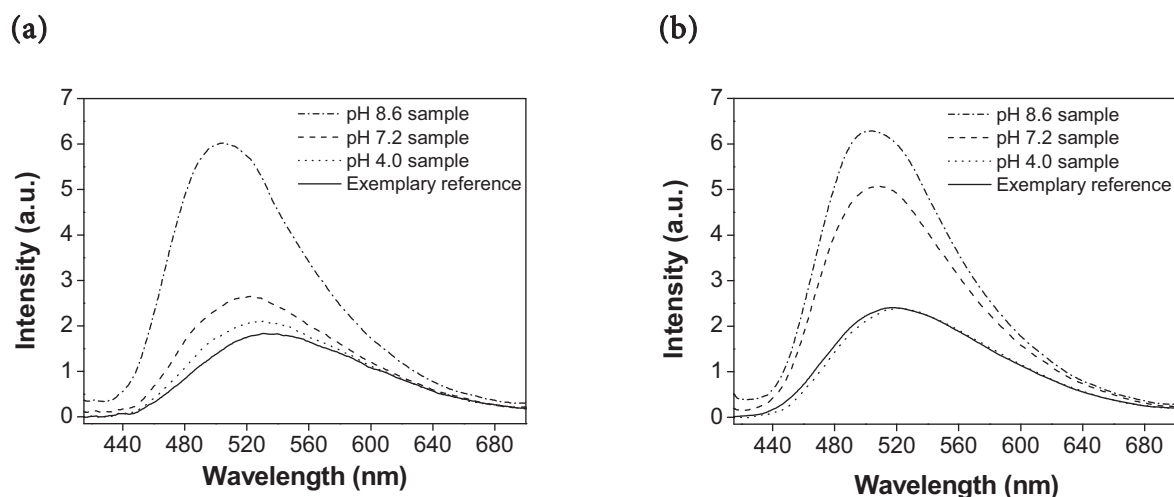 (a)
(b)
7
6
5
4
3
2
1
0
Intensity (a.u.)
pH 8.6 sample
pH 7.2 sample
pH 4.0 sample
Exemplary reference
440 480 520 560 600 640 680
Wavelength (nm)
7
6
5
4
3
2
1
0
Intensity (a.u.)
pH 8.6 sample
pH 7.2 sample
pH 4.0 sample
Exemplary reference
440 480 520 560 600 640 680
Wavelength (nm)